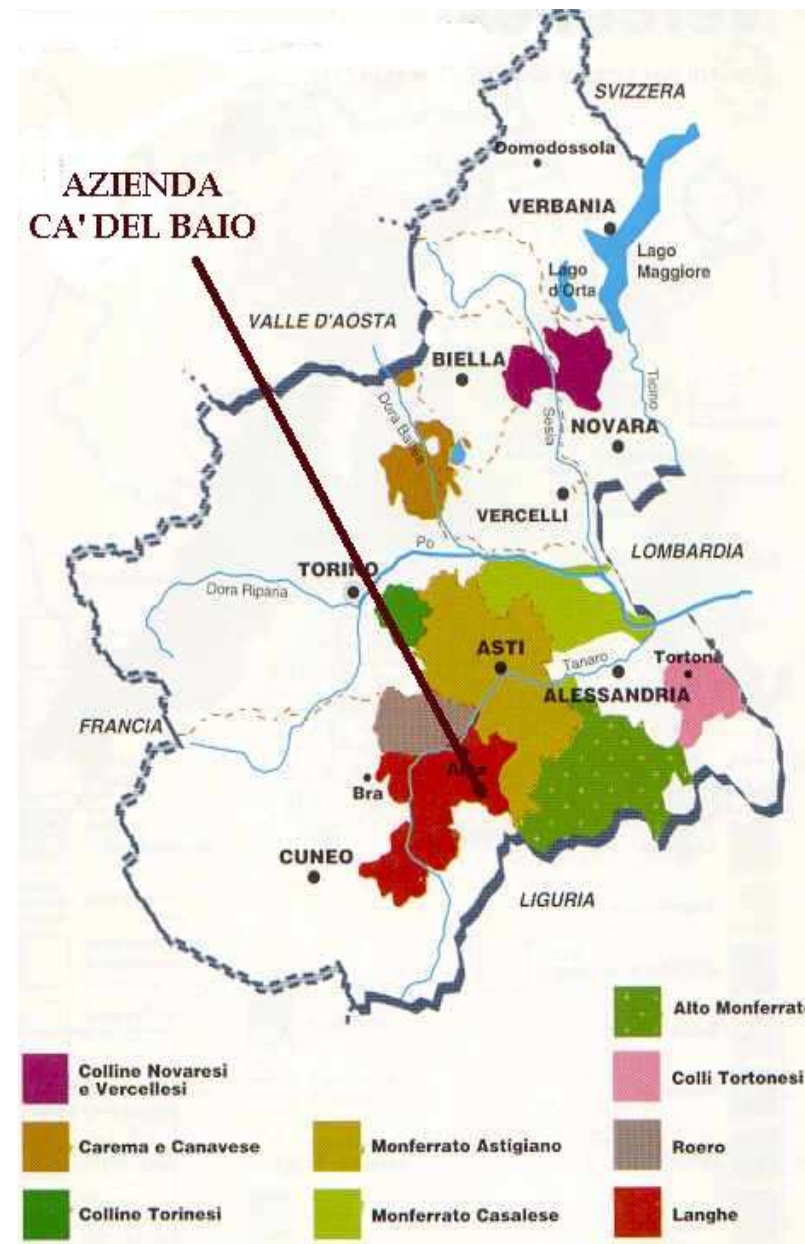 SVIZZERA
Domodossola
AZIENDA
CA' DEL BAIO
VERBANIA
Lago
Maggiore
Lago
d'Orta
VALLE D'AOSTA
BIELLA
Dora Baltea
Sesia
Ticino
NOVARA
VERCELLI
Po
LOMBARDIA
TORINO
Dora Riparia
ASTI
Tanaro
Tortona
ALESSANDRIA
FRANCIA
Alba
Bra
CUNEO
LIGURIA
Alto Monferrato
Colline Novaresi
e Vercellesi
Colli Tortonesi
Carema e Canavese
Monferrato Astigiano
Roero
Colline Torinesi
Monferrato Casalese
Langhe